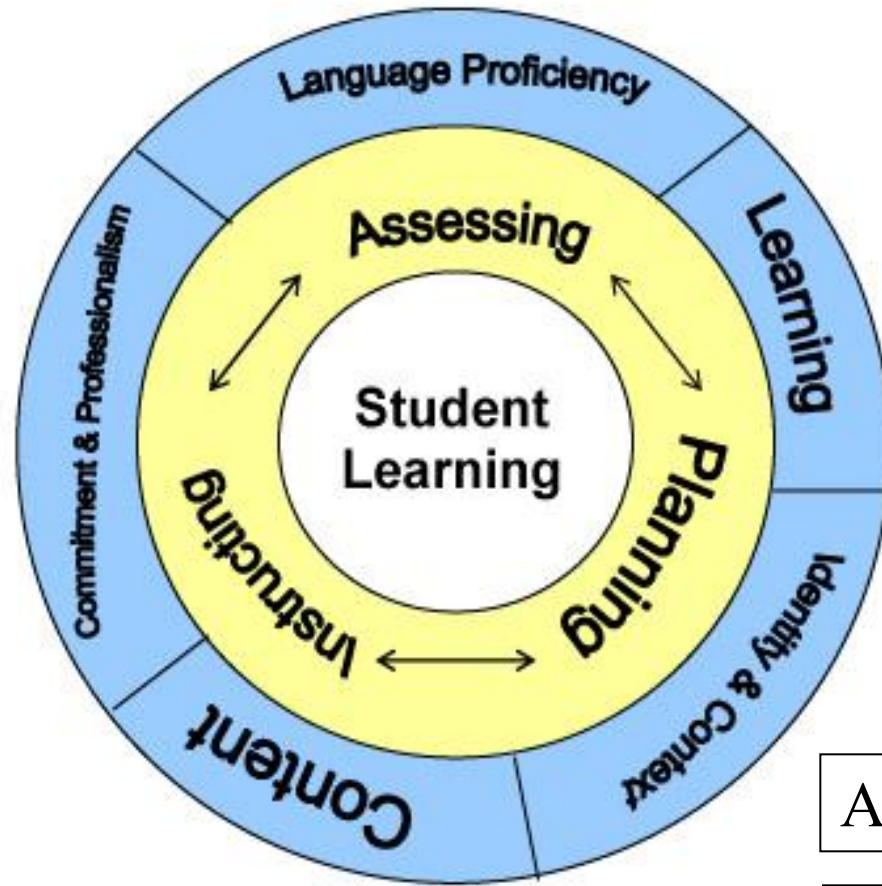 Language Proficiency
Learning
Identity & Context
Content
Commitment & Professionalism
Assessing
Planning
Instructing
Student
Learning
A